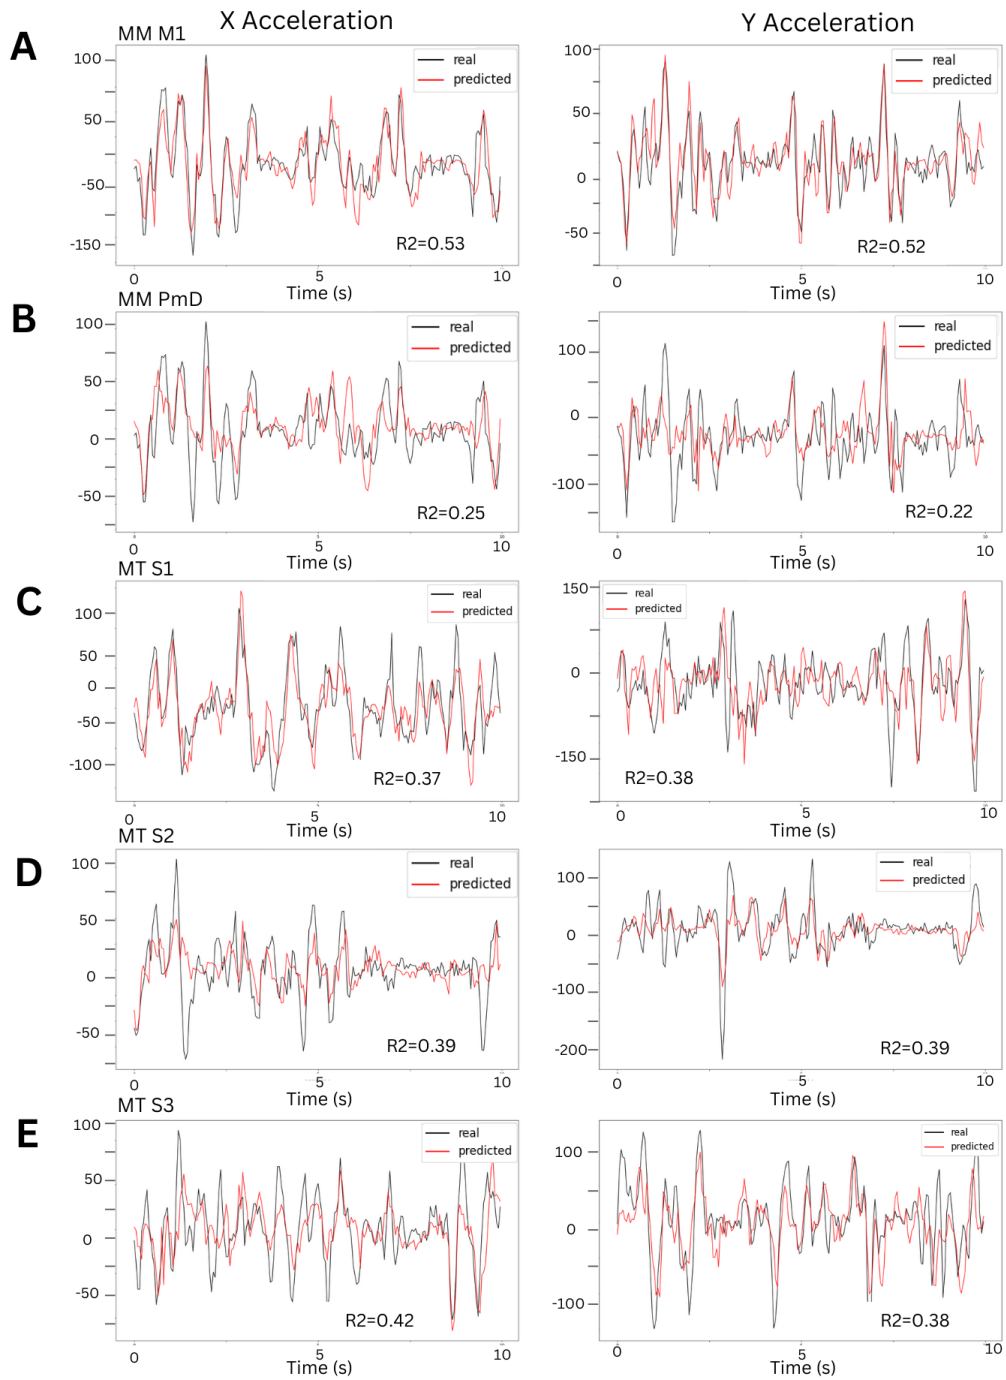 X Acceleration
Y Acceleration
A
MM M1
100
50
-50
-150
real
predicted
R2=0.53
0
5
10
Time (s)
100
50
0
-50
real
predicted
R2=0.52
0
5
10
Time (s)
B
MM PmD
100
50
0
-50
real
predicted
R2=0.25
0
5
10
Time (s)
100
0
-100
real
predicted
R2=0.22
0
5
10
Time (s)
C
MT S1
100
50
0
-50
-100
real
predicted
R2=0.37
0
5
10
Time (s)
150
0
-150
real
predicted
R2=0.38
0
5
10
Time (s)
D
MT S2
100
50
0
-50
real
predicted
R2=0.39
0
5
10
Time (s)
100
0
-100
-200
real
predicted
R2=0.39
0
5
10
Time (s)
E
MT S3
100
50
0
-50
real
predicted
R2=0.42
0
5
10
Time (s)
100
0
-100
real
predicted
R2=0.38
0
5
10
Time (s)